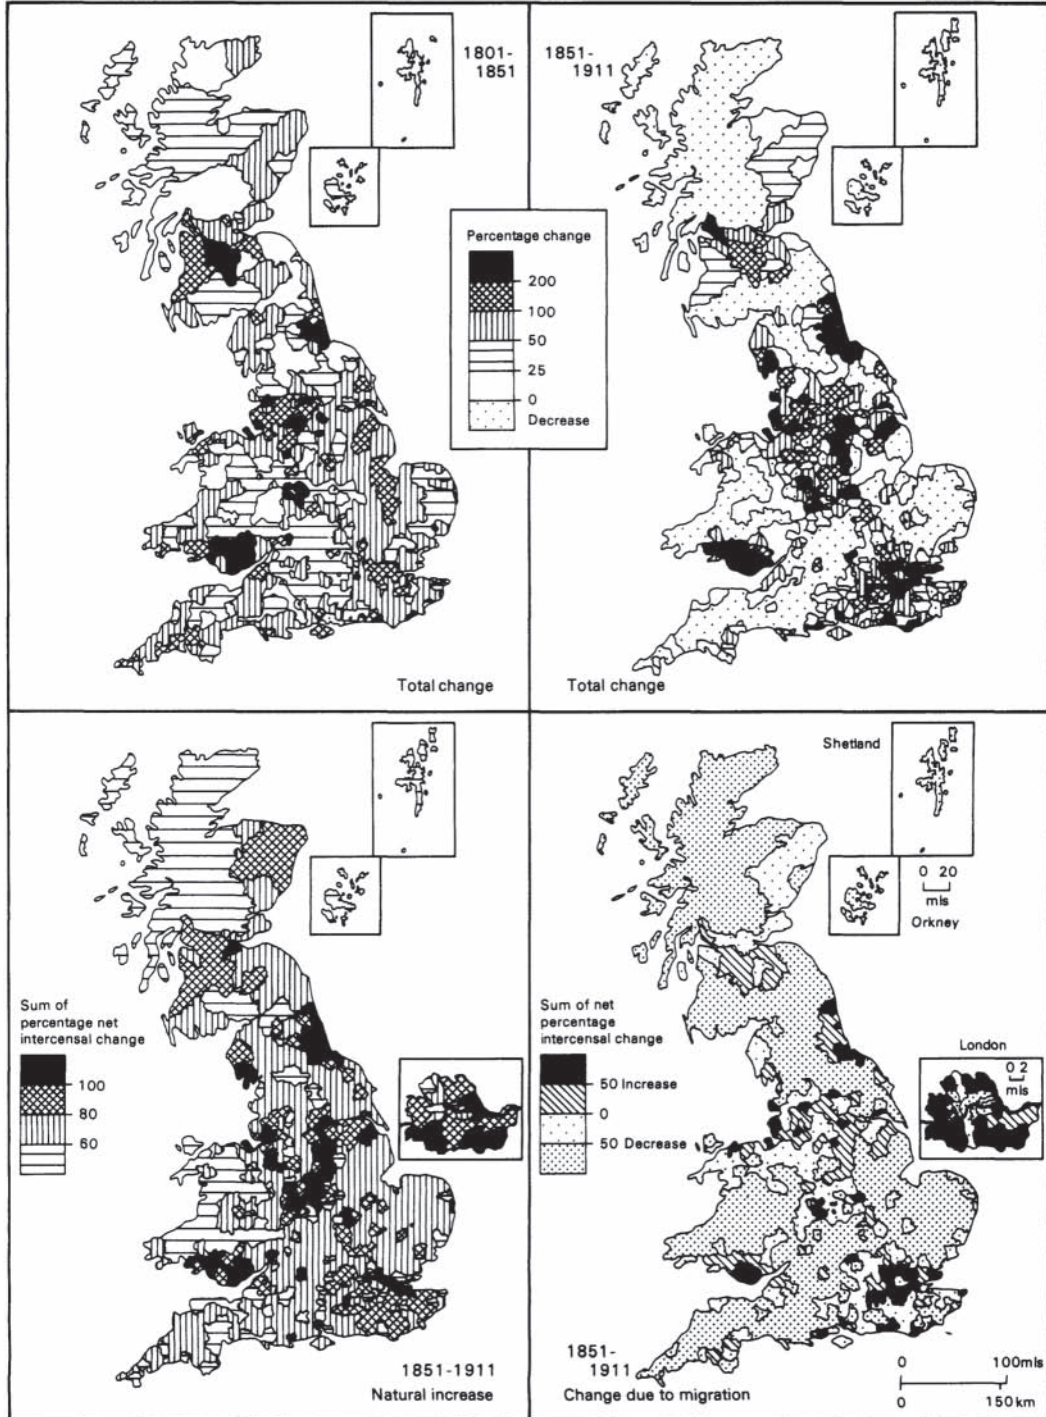 1801-
1851
1851-
1911
Percentage change
200
100
50
25
0
Decrease
Total change
Total change
Shetland
0 20
mls
Orkney
Sum of
percentage net
intercensal change
100
80
60
Sum of net
percentage
intercensal change
50 Increase
0
50 Decrease
London
0 2
mls
1851-1911
Natural increase
1851-
1911
Change due to migration
0 100mls
0 150km